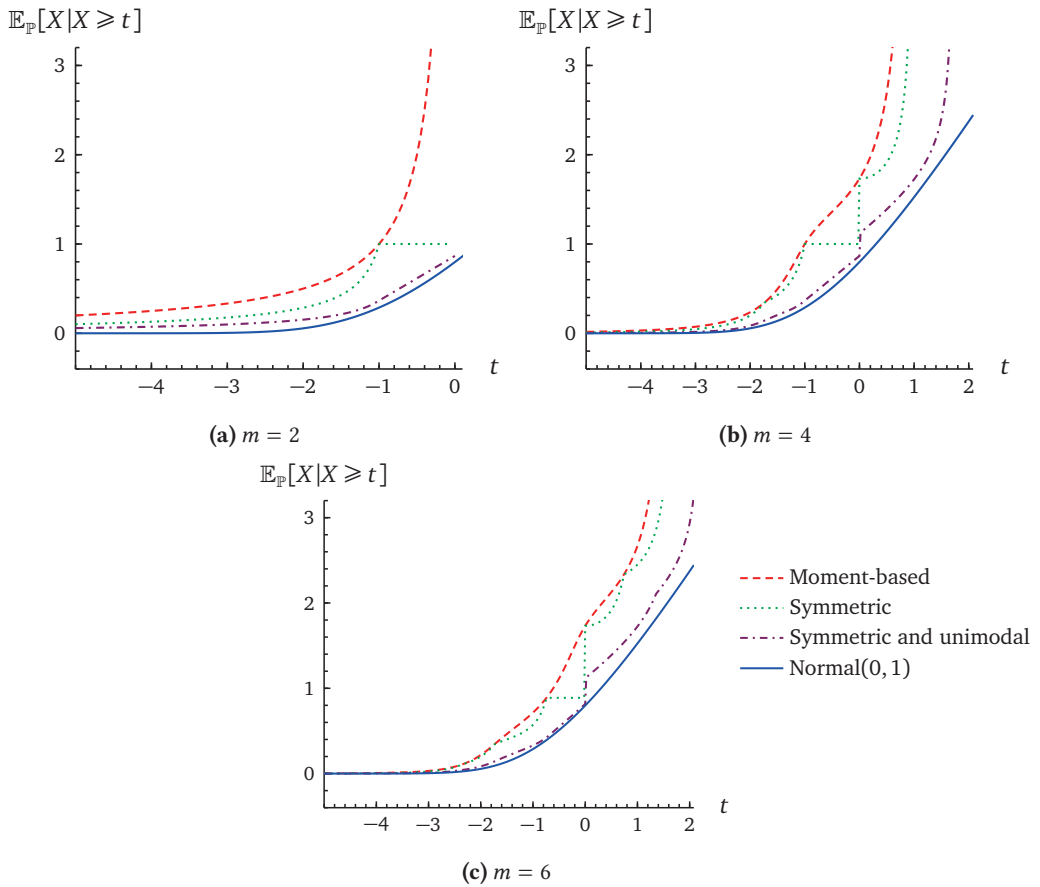 𝔼ℙ[X|X ⩾ t]
3
2
1
0
−4 −3 −2 −1 0
t
(a) m = 2
𝔼ℙ[X|X ⩾ t]
3
2
1
0
−4 −3 −2 −1 0 1 2
t
(b) m = 4
𝔼ℙ[X|X ⩾ t]
3
2
1
0
−4 −3 −2 −1 0 1 2
t
(c) m = 6
Moment-based
Symmetric
Symmetric and unimodal
Normal(0, 1)